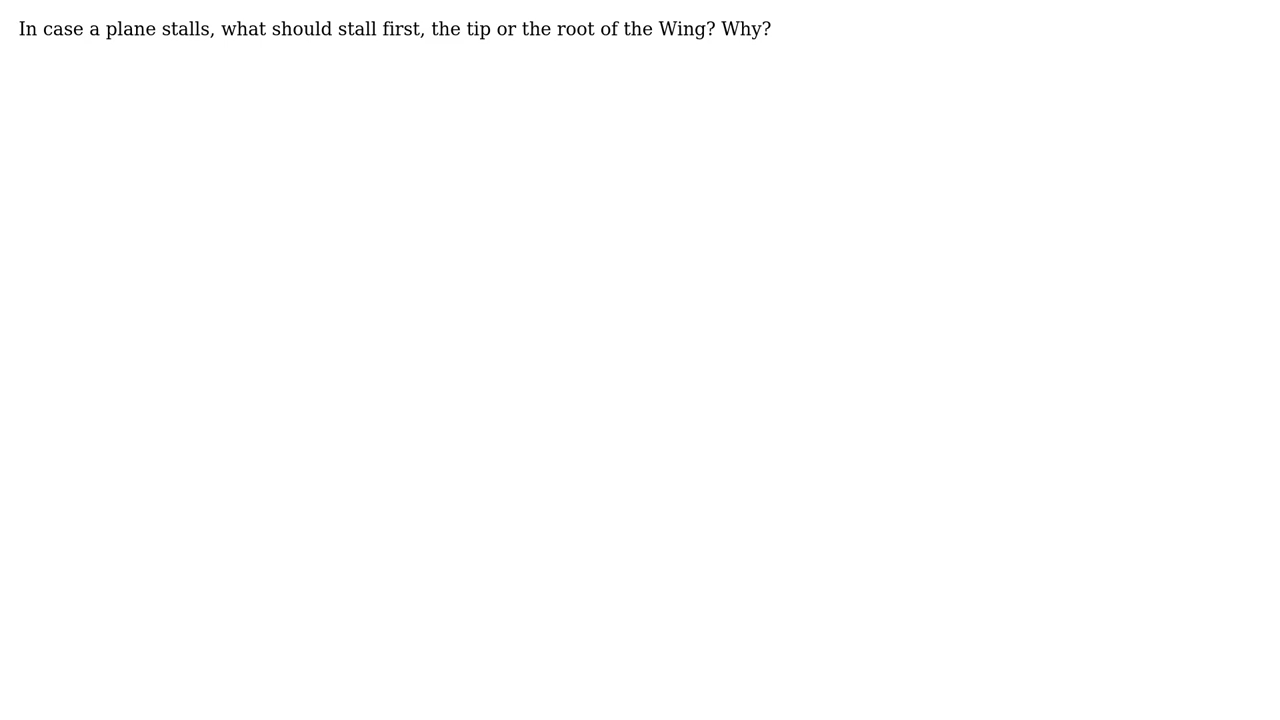 In case a plane stalls, what should stall first, the tip or the root of the Wing? Why?